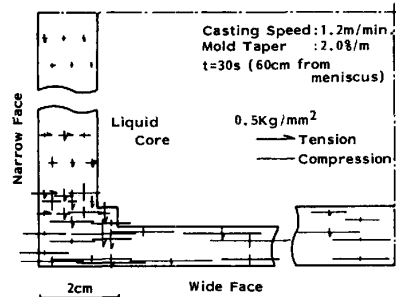 Casting Speed:1.2m/min.
Mold Taper :2.0%/m
t=30s (60cm from
meniscus)
Narrow Face
Liquid
Core
0.5Kg/mm²
Tension
Compression
2cm
Wide Face